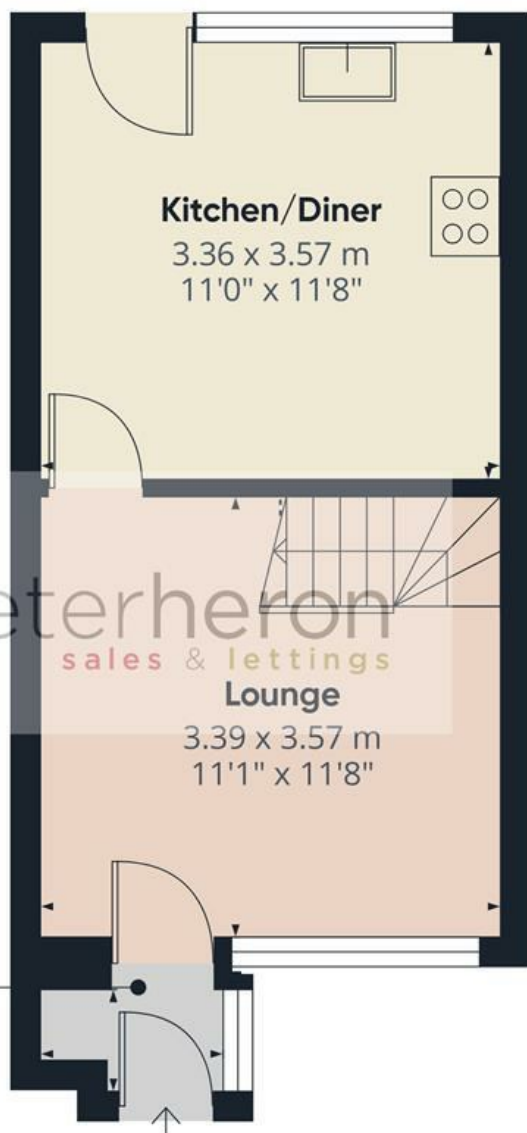 Kitchen/Diner
3.36 x 3.57 m
11'0" x 11'8"
eterheron
sales & lettings
Lounge
3.39 x 3.57 m
11'1" x 11'8"